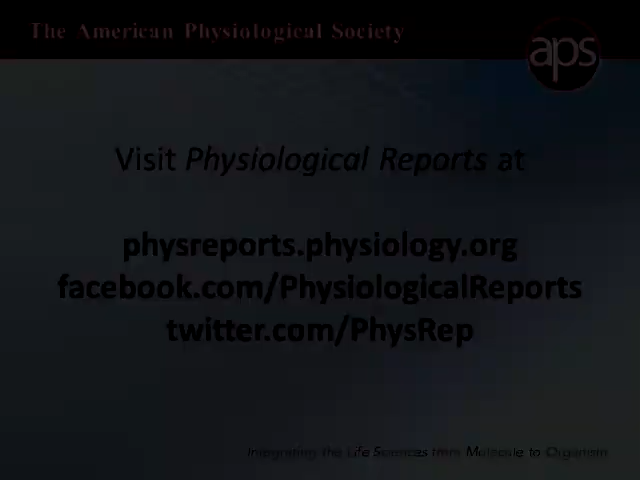 The American Physiological Society
aps
Visit Physiological Reports at
physreports.physiology.org
facebook.com/PhysiologicalReports
twitter.com/PhysRep
Integrating the Life Sciences from Molecule to Organism